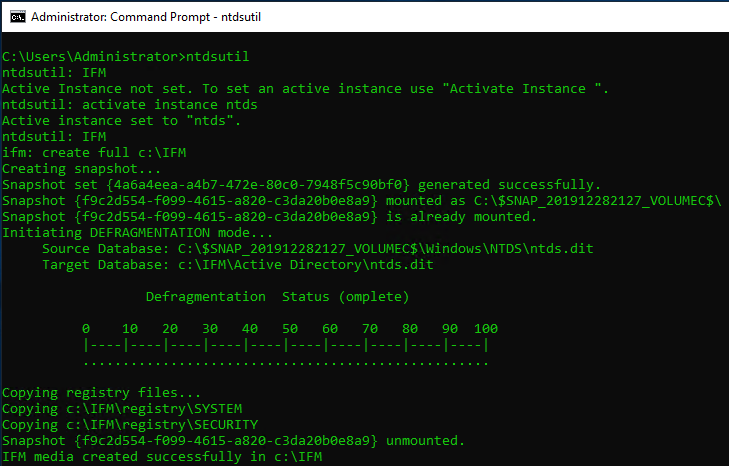 Administrator: Command Prompt - ntdsutil
C:\Users\Administrator>ntdsutil
ntdsutil: IFM
Active Instance not set. To set an active instance use "Activate Instance ".
ntdsutil: activate instance ntds
Active instance set to "ntds".
ntdsutil: IFM
ifm: create full c:\IFM
Creating snapshot...
Snapshot set {4a6a4eea-a4b7-472e-80c0-7948f5c90bf0} generated successfully.
Snapshot {f9c2d554-f099-4615-a820-c3da20b0e8a9} mounted as C:\$SNAP_201912282127_VOLUMEC$\
Snapshot {f9c2d554-f099-4615-a820-c3da20b0e8a9} is already mounted.
Initiating DEFRAGMENTATION mode...
Source Database: C:\$SNAP_201912282127_VOLUMEC$\Windows\NTDS\ntds.dit
Target Database: c:\IFM\Active Directory\ntds.dit
Defragmentation  Status (omplete)
0    10   20   30   40   50   60   70   80   90  100
|----|----|----|----|----|----|----|----|----|----|
...................................................
Copying registry files...
Copying c:\IFM\registry\SYSTEM
Copying c:\IFM\registry\SECURITY
Snapshot {f9c2d554-f099-4615-a820-c3da20b0e8a9} unmounted.
IFM media created successfully in c:\IFM